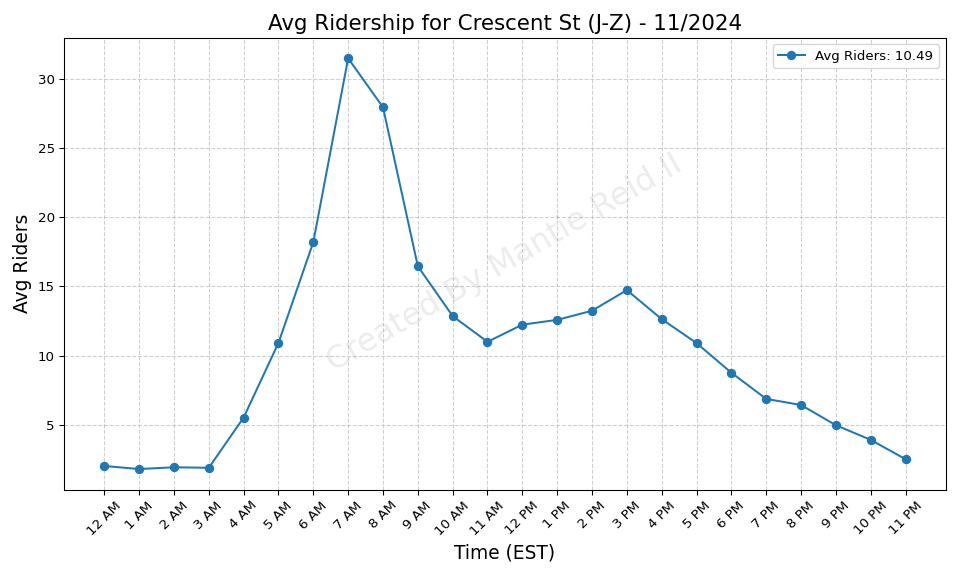 Avg Ridership for Crescent St (J-Z) - 11/2024
Avg Riders: 10.49
Avg Riders
30
25
20
15
10
5
12 AM
1 AM
2 AM
3 AM
4 AM
5 AM
6 AM
7 AM
8 AM
9 AM
10 AM
11 AM
12 PM
1 PM
2 PM
3 PM
4 PM
5 PM
6 PM
7 PM
8 PM
9 PM
10 PM
11 PM
Time (EST)
Created By Mantie Reid II